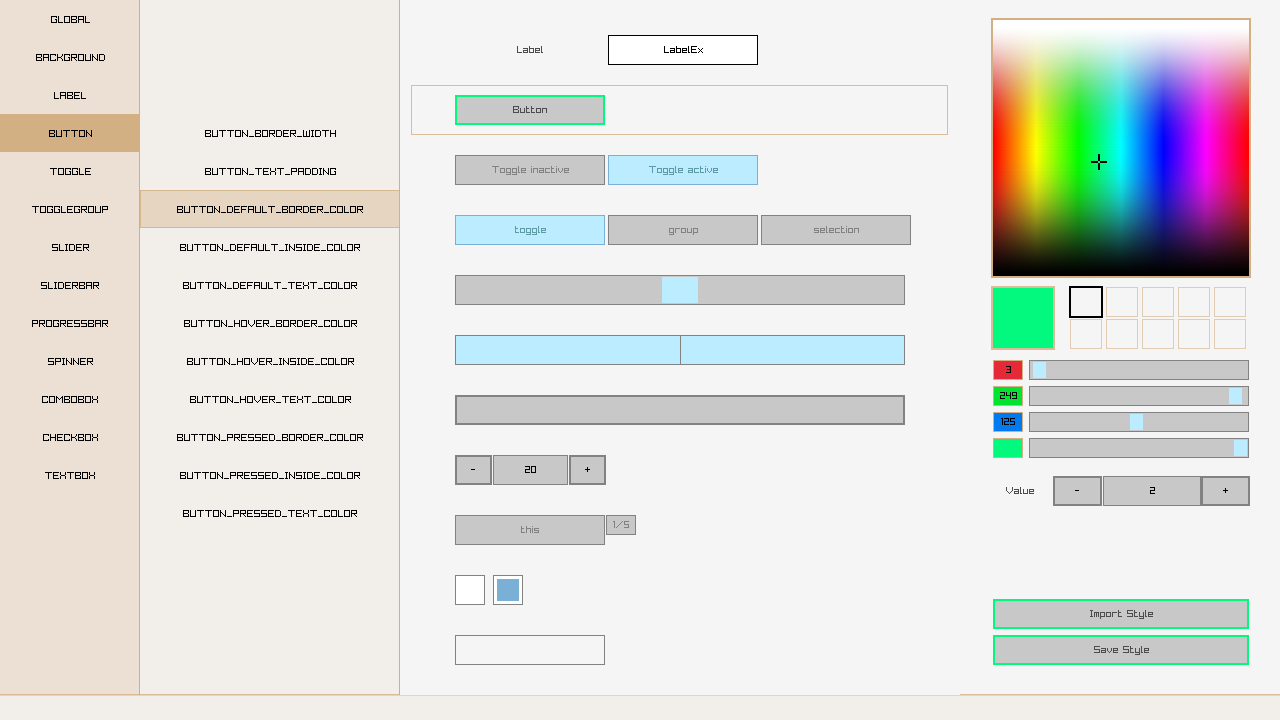 GLOBAL
BACKGROUND
LABEL
BUTTON
TOGGLE
TOGGLEGROUP
SLIDER
SLIDERBAR
PROGRESSBAR
SPINNER
COMBOBOX
CHECKBOX
TEXTBOX
BUTTON_BORDER_WIDTH
BUTTON_TEXT_PADDING
BUTTON_DEFAULT_BORDER_COLOR
BUTTON_DEFAULT_INSIDE_COLOR
BUTTON_DEFAULT_TEXT_COLOR
BUTTON_HOVER_BORDER_COLOR
BUTTON_HOVER_INSIDE_COLOR
BUTTON_HOVER_TEXT_COLOR
BUTTON_PRESSED_BORDER_COLOR
BUTTON_PRESSED_INSIDE_COLOR
BUTTON_PRESSED_TEXT_COLOR
Label LabelEx
Button
Toggle inactive Toggle active
toggle group selection
- 20 +
this 1/5
3
249
125
Value - 2 +
Import Style
Save Style